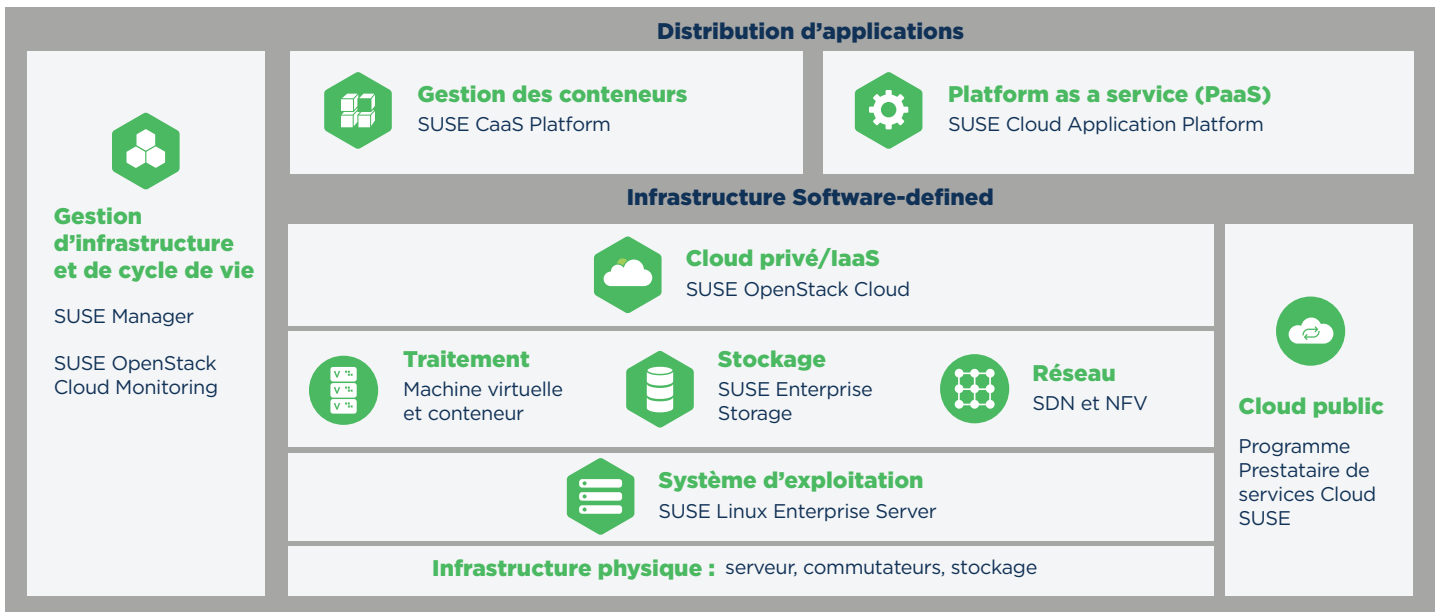 Distribution d’applications
Gestion
d’infrastructure
et de cycle de vie
SUSE Manager
SUSE OpenStack
Cloud Monitoring
Gestion des conteneurs
SUSE CaaS Platform
Platform as a service (PaaS)
SUSE Cloud Application Platform
Infrastructure Software-defined
Cloud privé/IaaS
SUSE OpenStack Cloud
Traitement
Machine virtuelle
et conteneur
Stockage
SUSE Enterprise
Storage
Réseau
SDN et NFV
Système d’exploitation
SUSE Linux Enterprise Server
Infrastructure physique : serveur, commutateurs, stockage
Cloud public
Programme
Prestataire de
services Cloud
SUSE